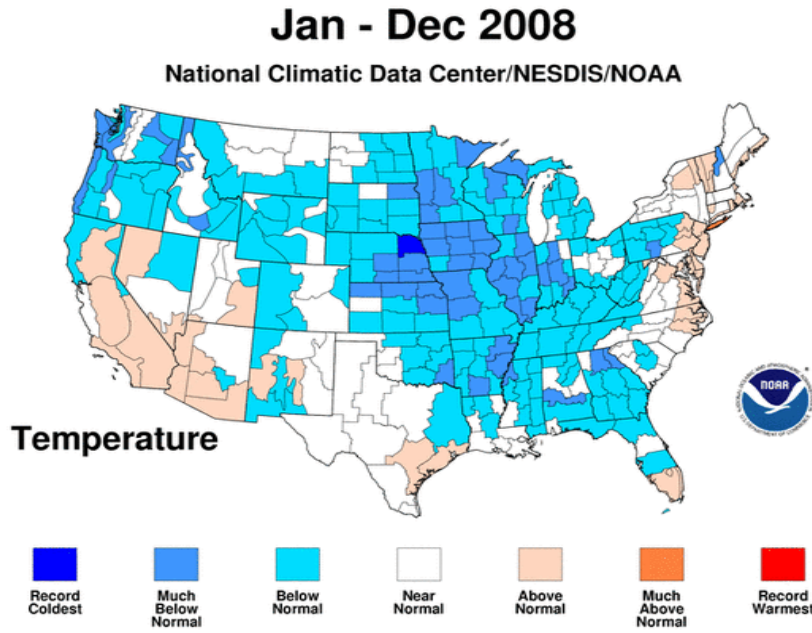 Jan - Dec 2008
National Climatic Data Center/NESDIS/NOAA
NOAA
Temperature
Record
Coldest
Much
Below
Normal
Below
Normal
Near
Normal
Above
Normal
Much
Above
Normal
Record
Warmest